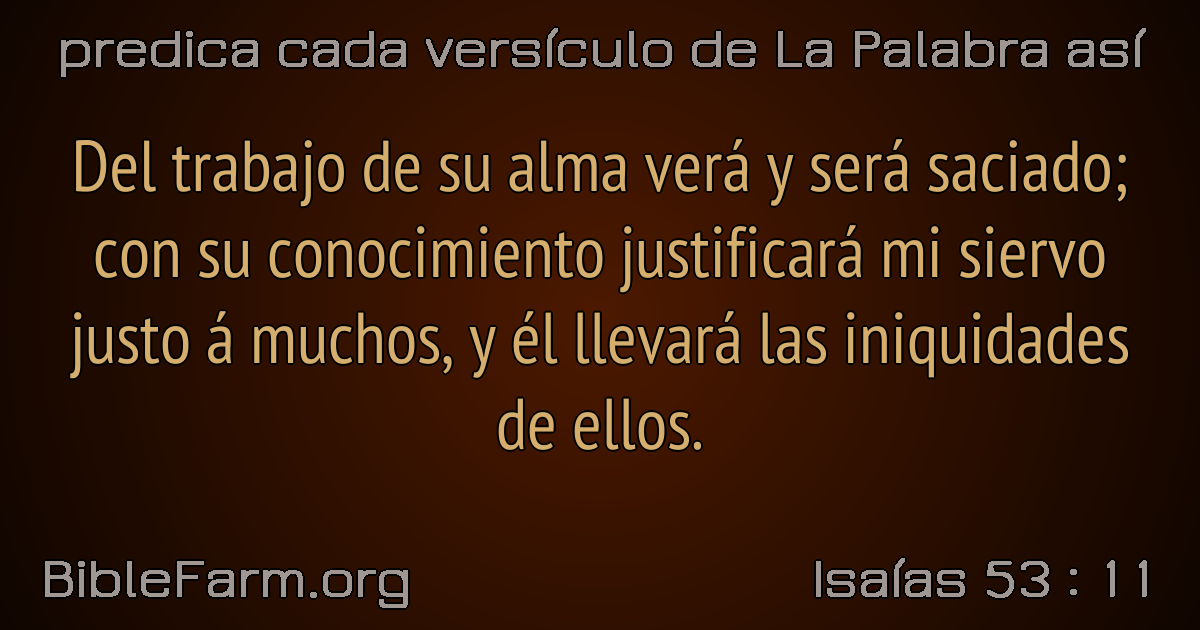 predica cada versículo de La Palabra así
Del trabajo de su alma verá y será saciado;
con su conocimiento justificará mi siervo
justo á muchos, y él llevará las iniquidades
de ellos.
BibleFarm.org
Isaías 53 : 11